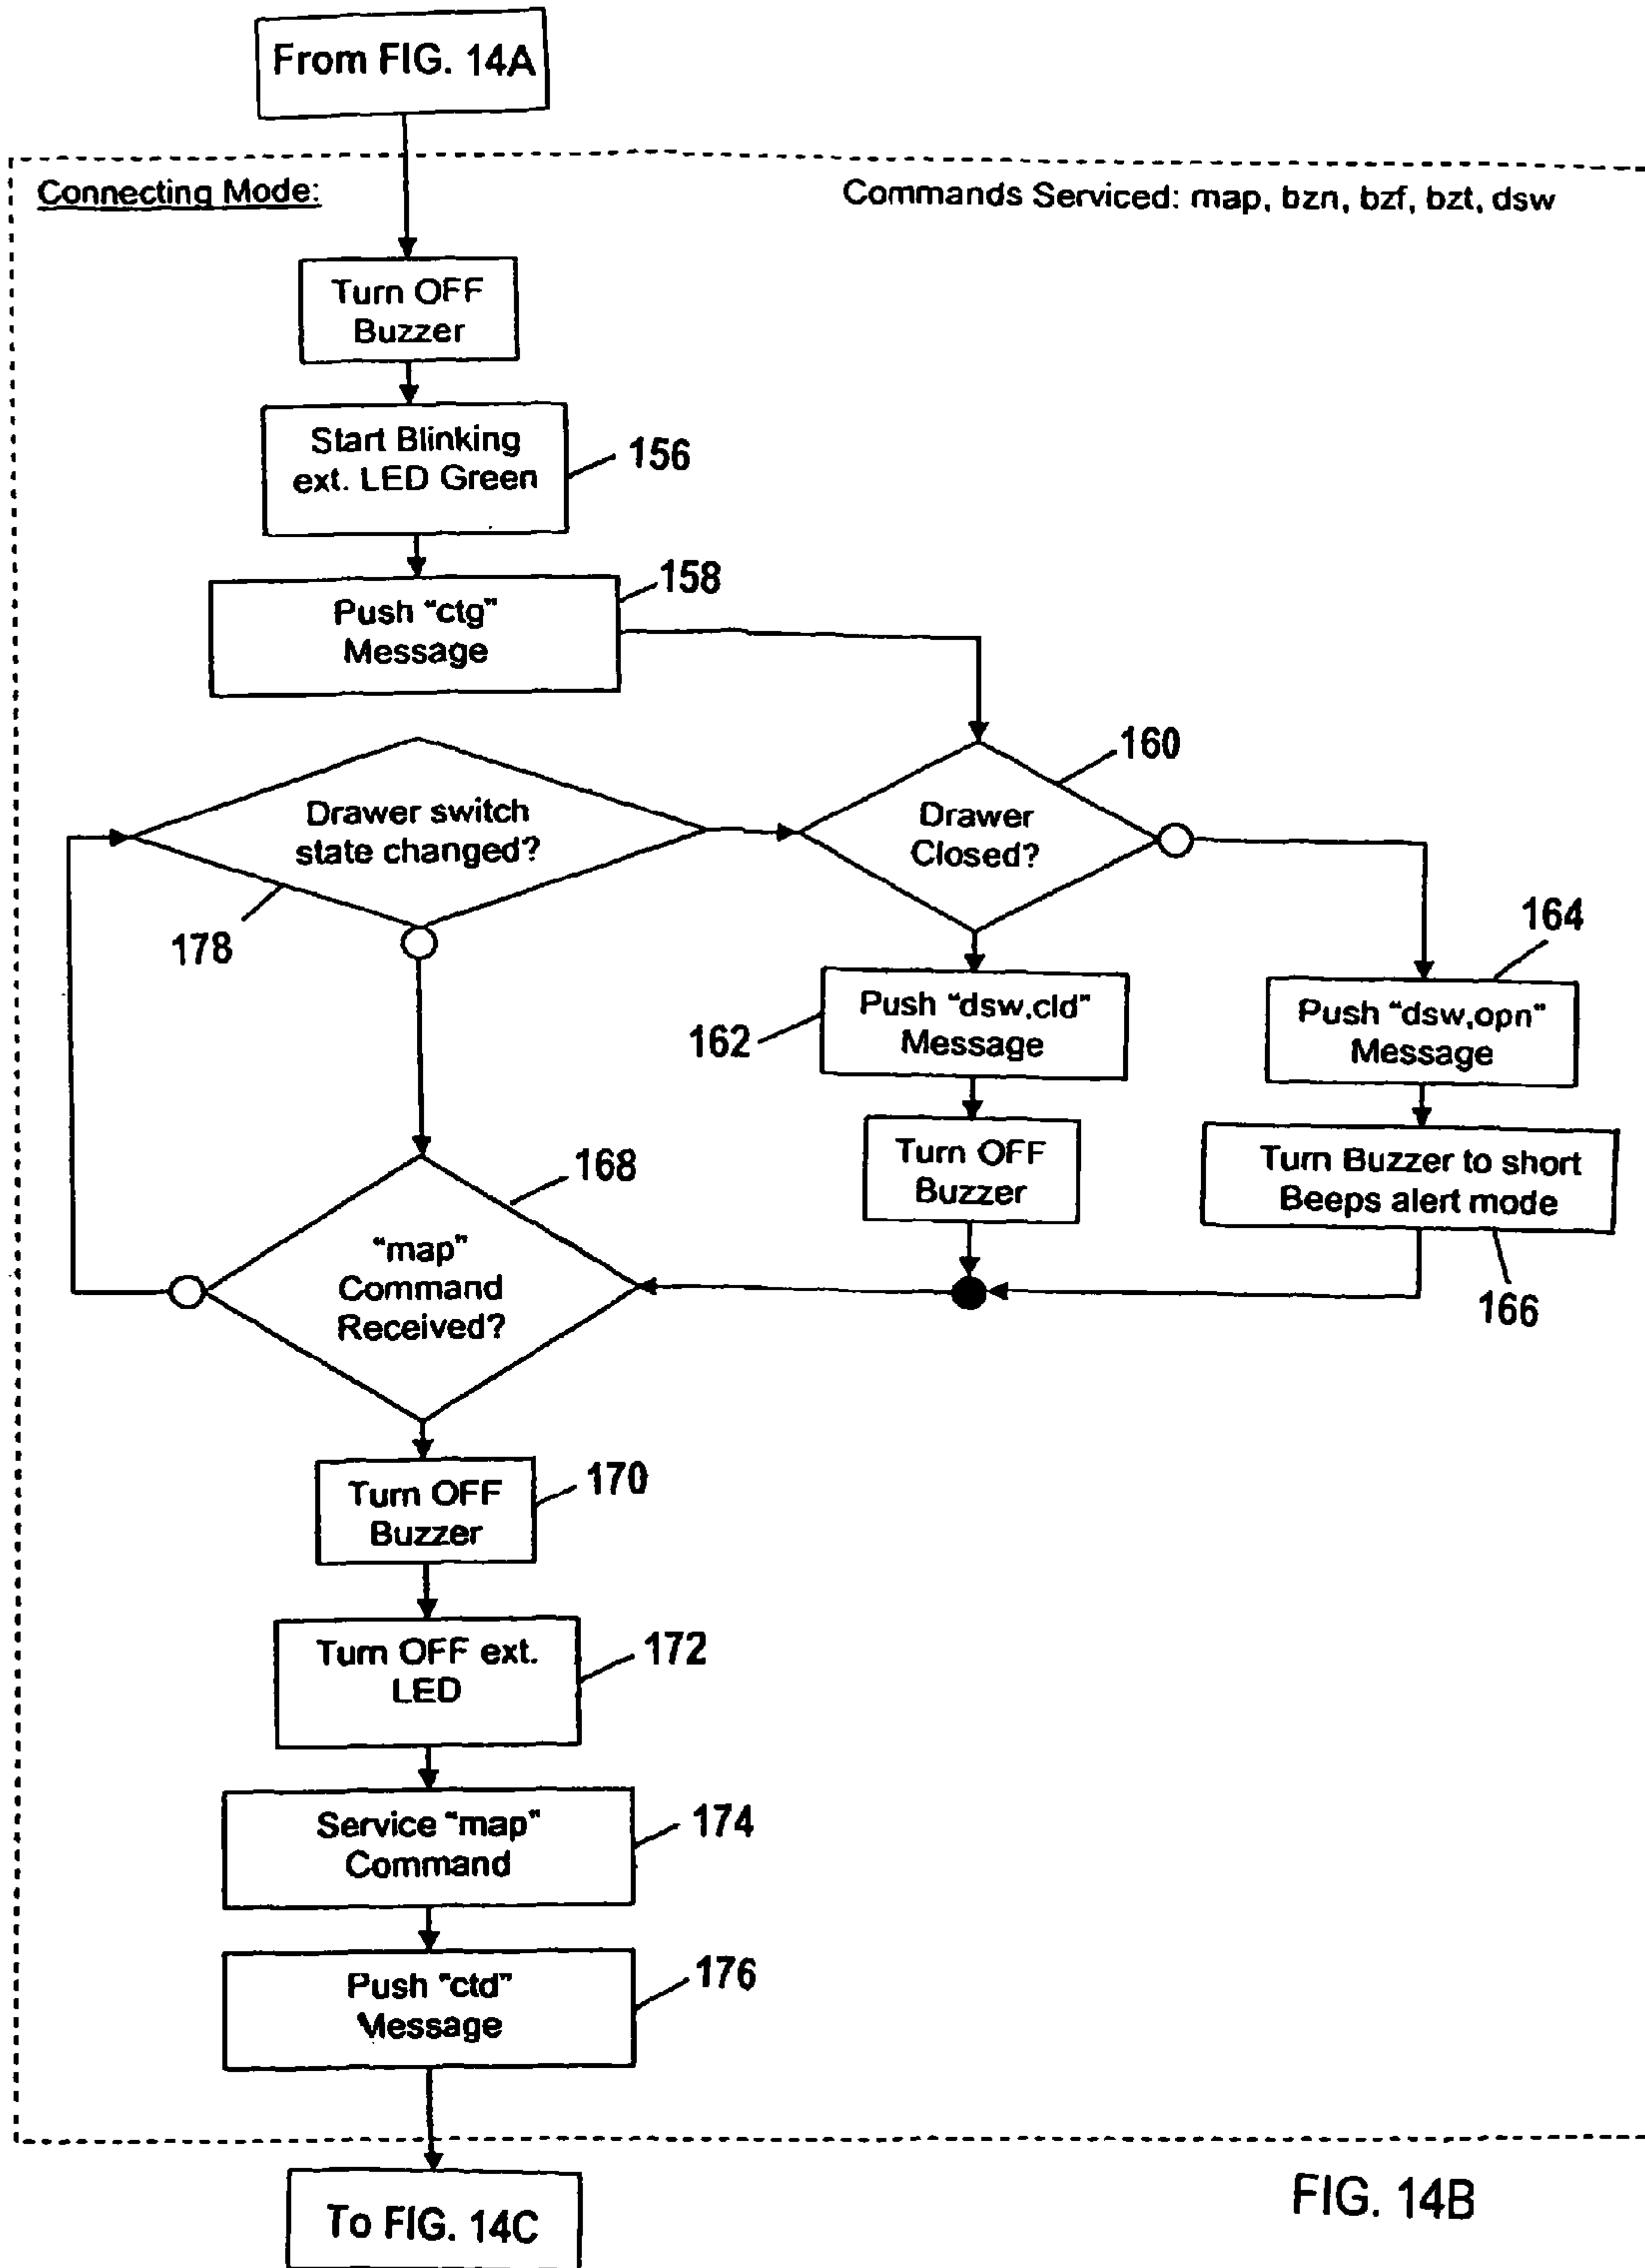 From FIG. 14A
Connecting Mode:
Commands Serviced: map, bzn, bzf, bzt, dsw
Turn OFF
Buzzer
Start Blinking
ext. LED Green
156
Push "ctg"
Message
158
Drawer switch
state changed?
178
Drawer
Closed?
160
Push "dsw,cld"
Message
162
Push "dsw,opn"
Message
164
Turn OFF
Buzzer
Turn Buzzer to short
Beeps alert mode
166
"map"
Command
Received?
168
Turn OFF
Buzzer
170
Turn OFF ext.
LED
172
Service "map"
Command
174
Push "ctd"
Message
176
To FIG. 14C
FIG. 14B